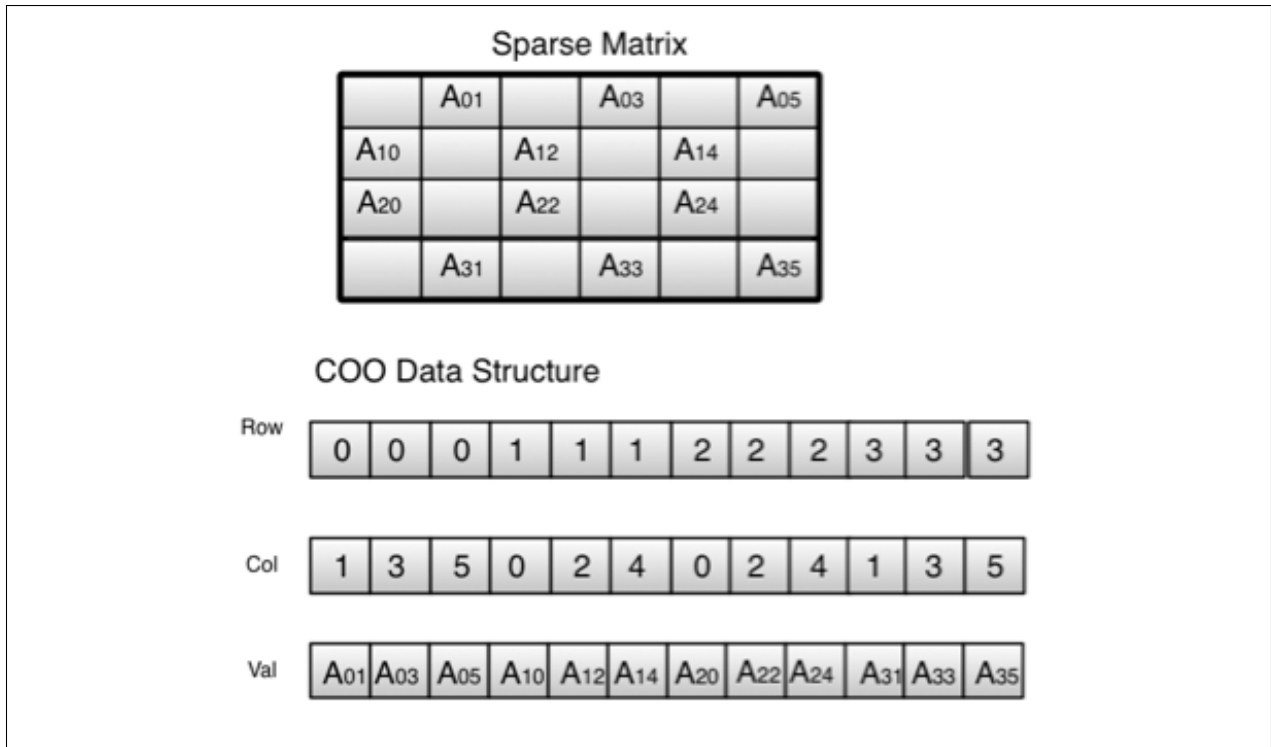 Sparse Matrix
A01 A03 A05
A10 A12 A14
A20 A22 A24
A31 A33 A35
COO Data Structure
Row 0 0 0 1 1 1 2 2 2 3 3 3
Col 1 3 5 0 2 4 0 2 4 1 3 5
Val A01 A03 A05 A10 A12 A14 A20 A22 A24 A31 A33 A35